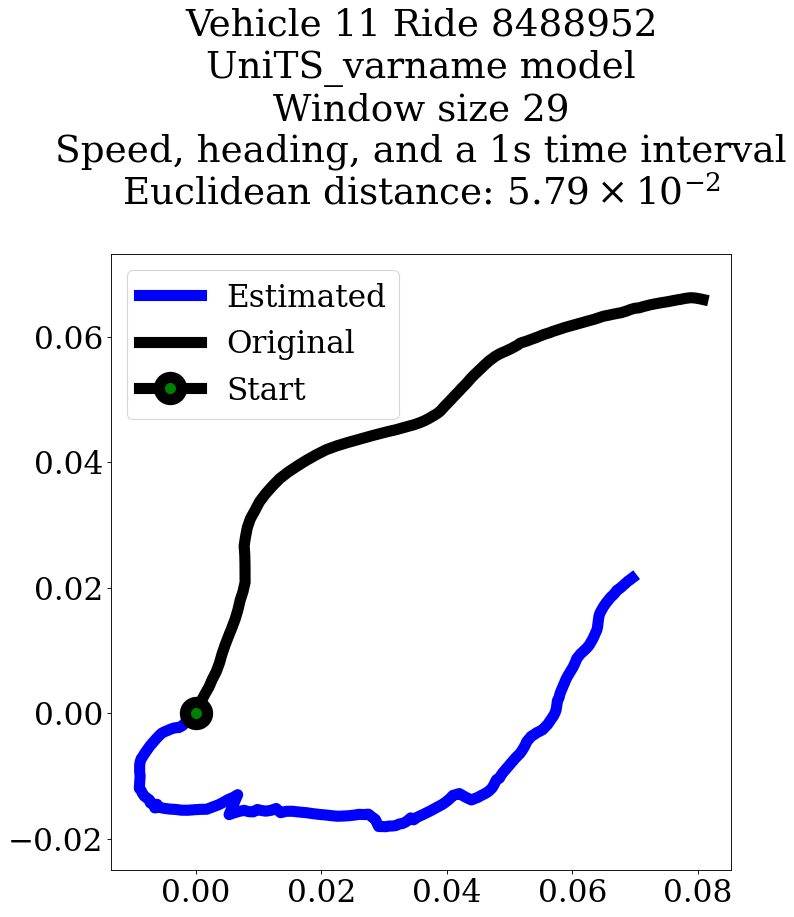 Vehicle 11 Ride 8488952
UniTS_varname model
Window size 29
Speed, heading, and a 1s time interval
Euclidean distance: 5.79 × 10⁻²
Estimated
Original
Start
0.06
0.04
0.02
0.00
−0.02
0.00 0.02 0.04 0.06 0.08